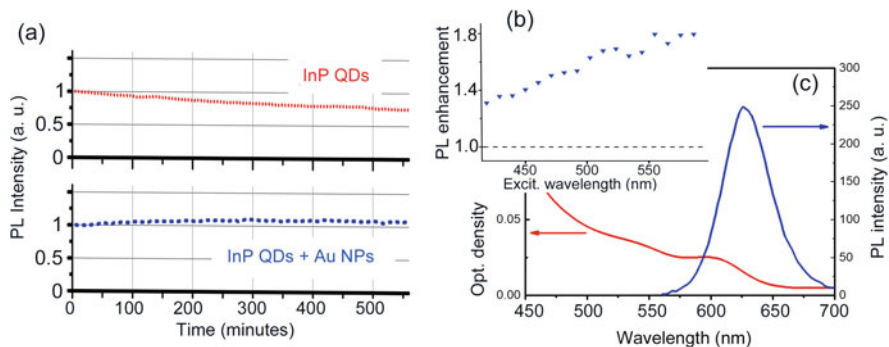 (a)
InP QDs
1
0.5
0
PL Intensity (a. u.)
1
0.5
0
InP QDs + Au NPs
0 100 200 300 400 500
Time (minutes)
(b)
1.8
1.4
1.0
PL enhancement
450 500 550
Excit. wavelength (nm)
(c)
300
250
200
150
100
50
0
PL intensity (a. u.)
0.05
0.00
Opt. density
450 500 550 600 650 700
Wavelength (nm)